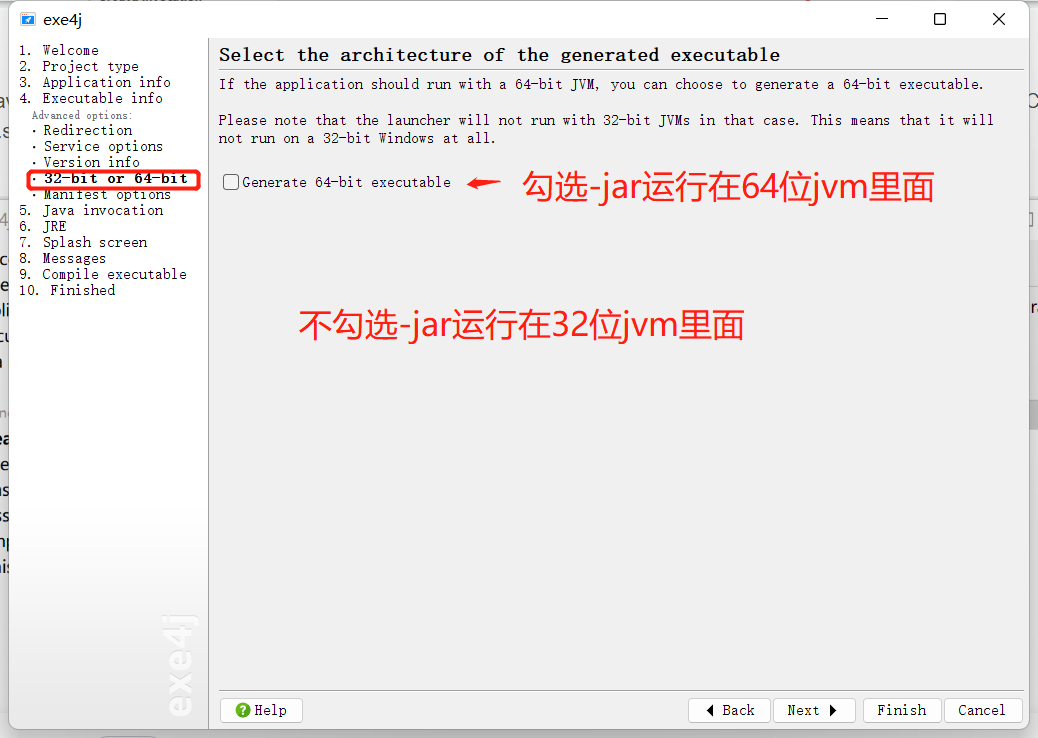 exe4j
1. Welcome
2. Project type
3. Application info
4. Executable info
Advanced options:
· Redirection
· Service options
· Version info
· 32-bit or 64-bit
· Manifest options
5. Java invocation
6. JRE
7. Splash screen
8. Messages
9. Compile executable
10. Finished
exe4j
Select the architecture of the generated executable
If the application should run with a 64-bit JVM, you can choose to generate a 64-bit executable.
Please note that the launcher will not run with 32-bit JVMs in that case. This means that it will
not run on a 32-bit Windows at all.
Generate 64-bit executable
勾选-jar运行在64位jvm里面
不勾选-jar运行在32位jvm里面
Help
Back
Next
Finish
Cancel